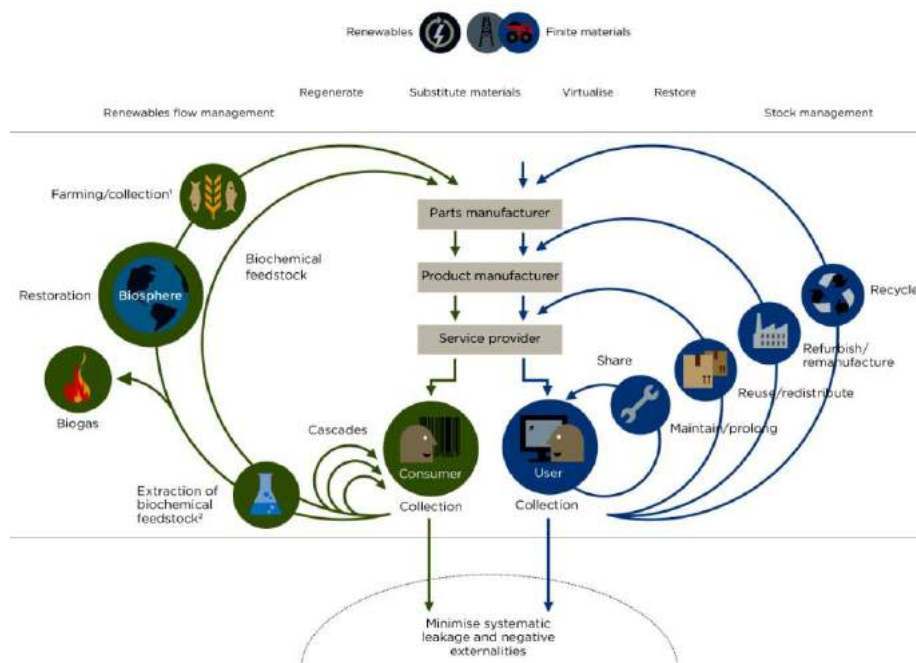 Renewables
Finite materials
Regenerate
Substitute materials
Virtualise
Restore
Renewables flow management
Stock management
Farming/collection¹
Parts manufacturer
Biochemical
feedstock
Product manufacturer
Restoration
Biosphere
Recycle
Service provider
Share
Refurbish/
remanufacture
Reuse/redistribute
Biogas
Cascades
Maintain/prolong
Consumer
User
Extraction of
biochemical
feedstock²
Collection
Collection
Minimise systematic
leakage and negative
externalities